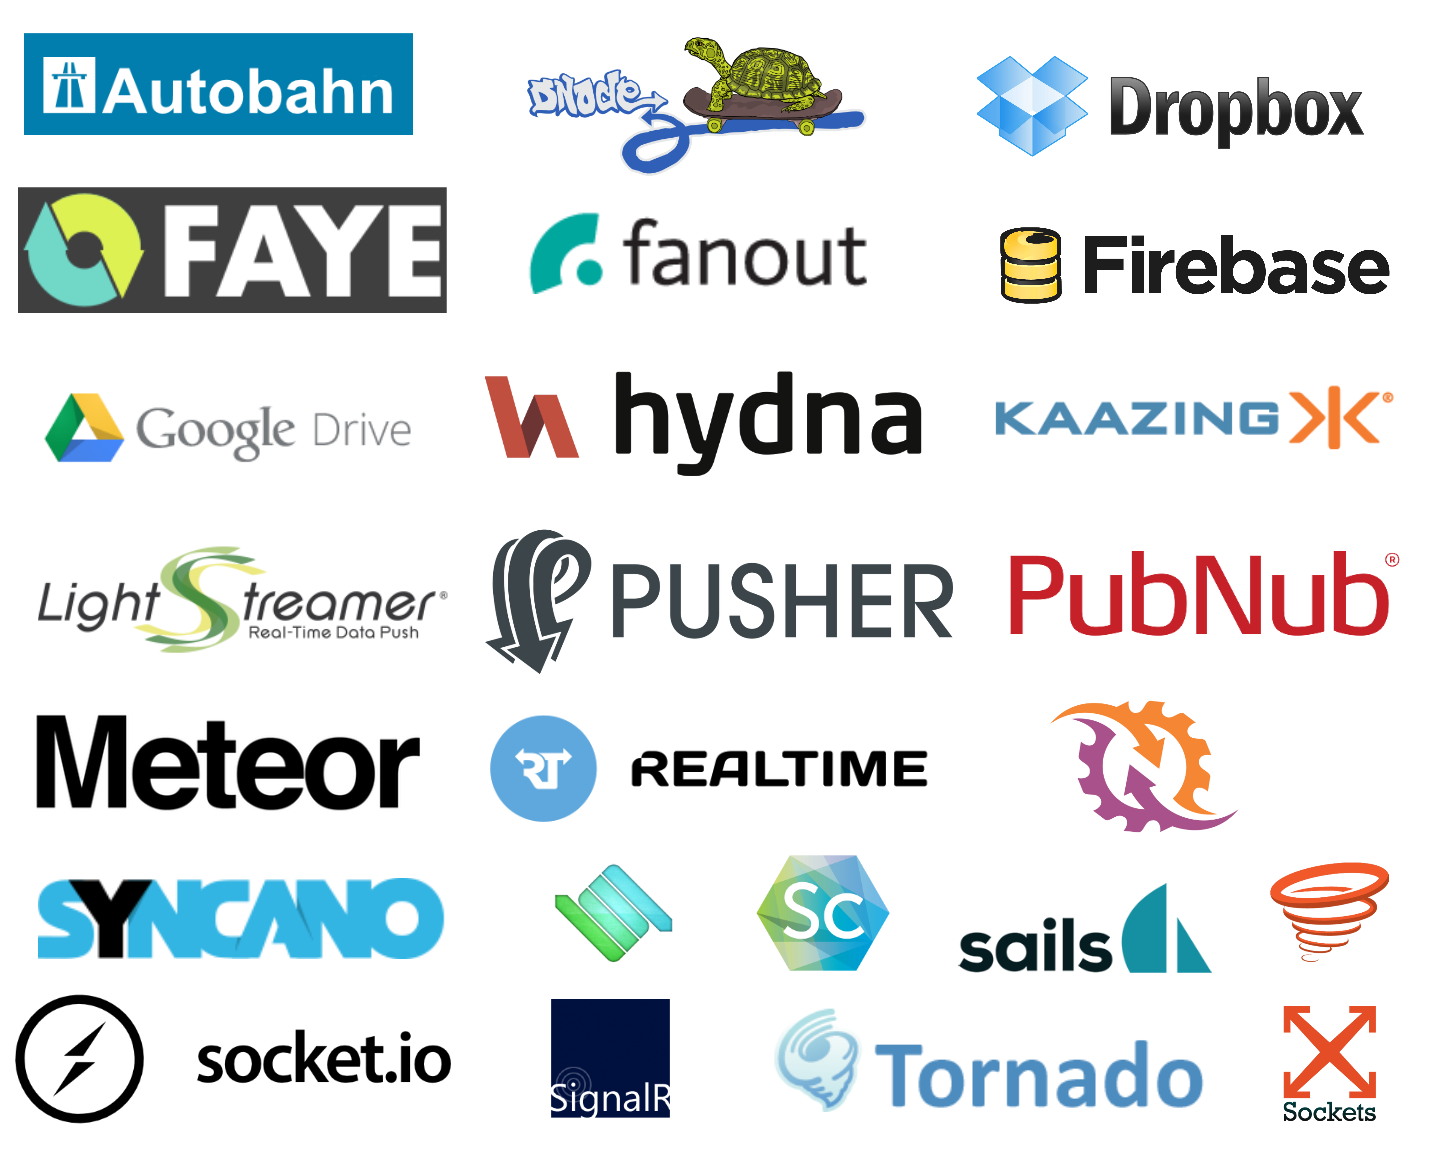 Autobahn
DNode
Dropbox
FAYE
fanout
Firebase
Google Drive
hydna
KAAZING ®
LightStreamer®
Real-Time Data Push
PUSHER
PubNub®
Meteor
RT REALTIME
SYNCANO
Sc
sails
socket.io
SignalR
Tornado
Sockets